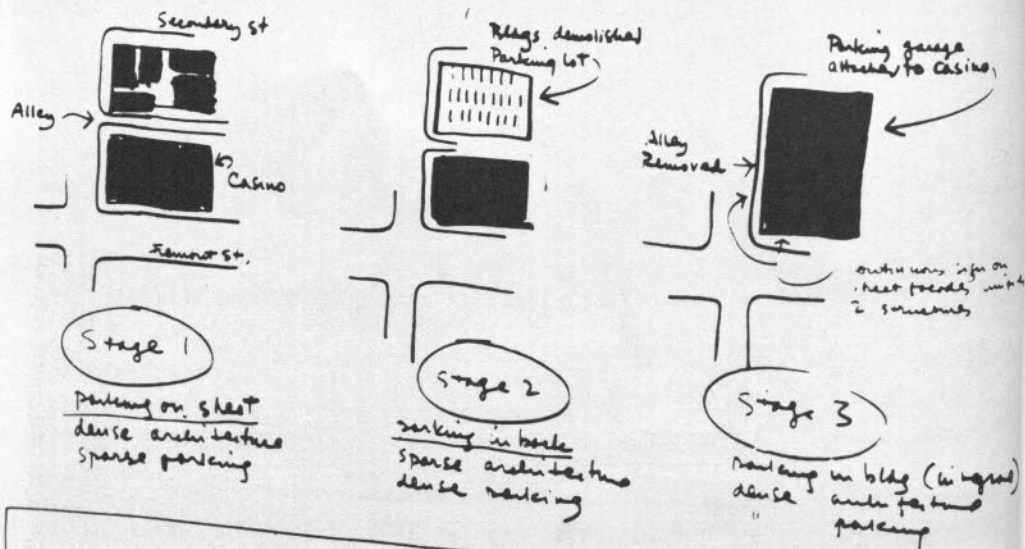 Secondary St
Alley
Casino
Fremont St.
Stage 1
parking on street
dense architecture
sparse parking
Bldgs demolished
Parking Lot
Stage 2
parking in back
sparse architecture
dense parking
Parking garage
attached to Casino
Alley
Removed
continuous sign on
street facades unites
2 structures
Stage 3
parking in bldg (integral)
dense architecture
" parking